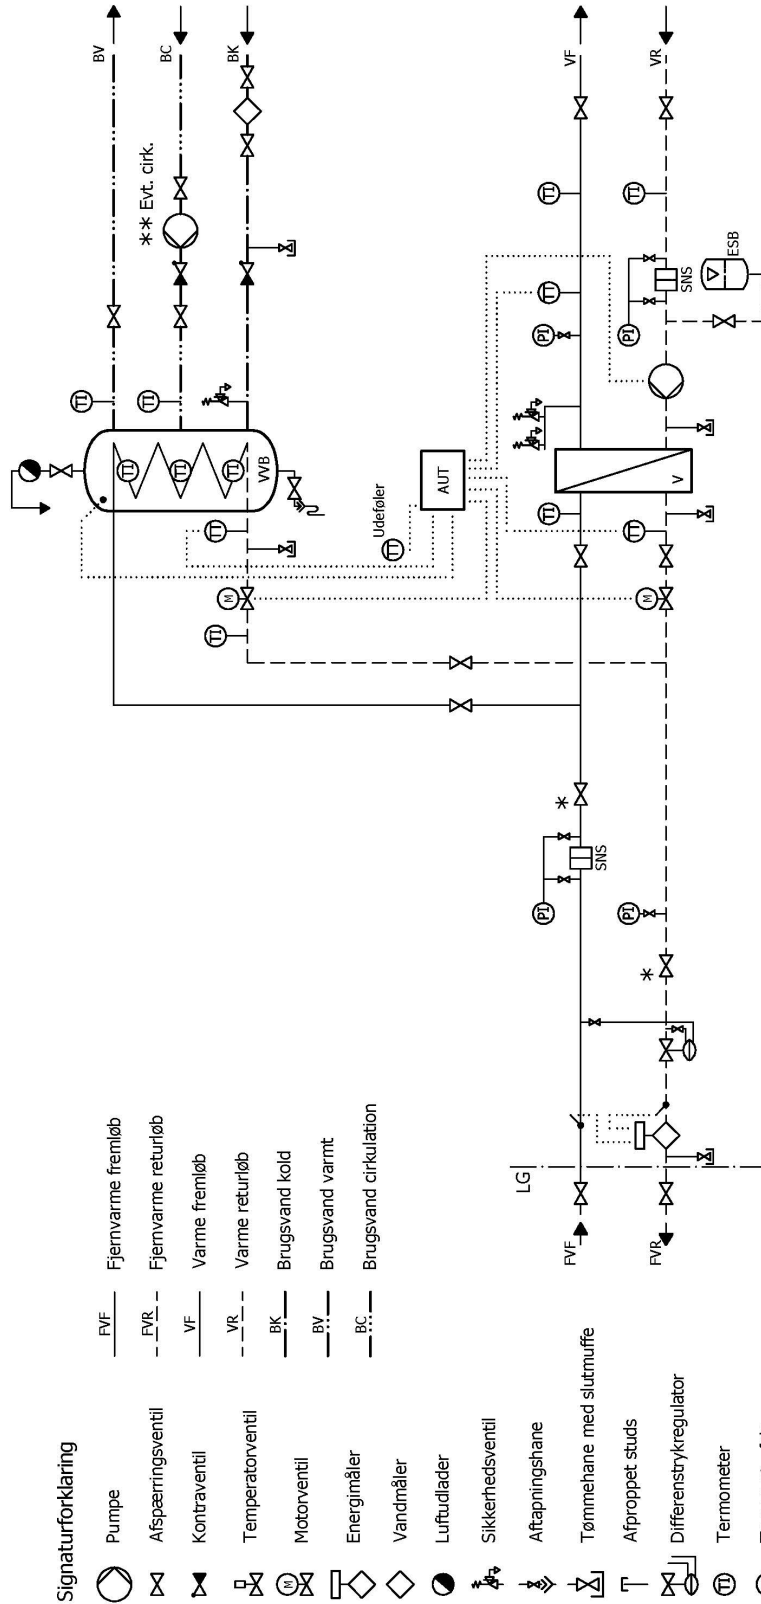 Signaturforklaring
Pumpe
Afspærringsventil
Kontraventil
Temperatorventil
M
Motorventil
Energimåler
Vandmåler
Luftudlader
Sikkerhedsventil
Aftapningshane
Tømmehane med slutmuffe
Afproppet studs
Differenstrykregulator
TI
Termometer
FVF
Fjernvarme fremløb
FVR
Fjernvarme returløb
VF
Varme fremløb
VR
Varme returløb
BK
Brugsvand kold
BV
Brugsvand varmt
BC
Brugsvand cirkulation
BV
BC
BK
** Evt. cirk.
TI
TI
TI
TI
TI
VVB
TI
TI
M
Udeføler
TI
AUT
VF
VR
TI
TI
TI
PI
PI
SNS
ESB
TI
TI
V
M
*
PI
SNS
PI
*
LG
FVF
FVR